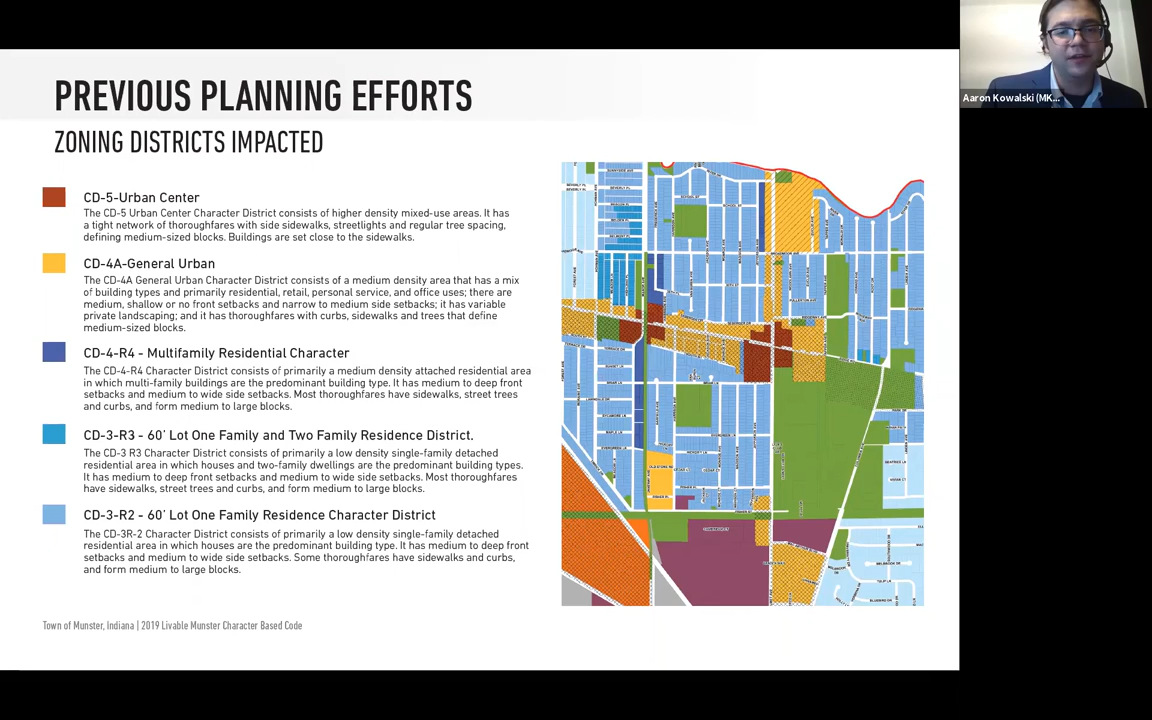 PREVIOUS PLANNING EFFORTS
ZONING DISTRICTS IMPACTED
CD-5-Urban Center
The CD-5 Urban Center Character District consists of higher density mixed-use areas. It has
a tight network of thoroughfares with side sidewalks, streetlights and regular tree spacing,
defining medium-sized blocks. Buildings are set close to the sidewalks.
CD-4A-General Urban
The CD-4A General Urban Character District consists of a medium density area that has a mix
of building types and primarily residential, retail, personal service, and office uses; there are
medium, shallow or no front setbacks and narrow to medium side setbacks; it has variable
private landscaping; and it has thoroughfares with curbs, sidewalks and trees that define
medium-sized blocks.
CD-4-R4 - Multifamily Residential Character
The CD-4-R4 Character District consists of primarily a medium density attached residential area
in which multi-family buildings are the predominant building type. It has medium to deep front
setbacks and medium to wide side setbacks. Most thoroughfares have sidewalks, street trees
and curbs, and form medium to large blocks.
CD-3-R3 - 60' Lot One Family and Two Family Residence District.
The CD-3 R3 Character District consists of primarily a low density single-family detached
residential area in which houses and two-family dwellings are the predominant building types.
It has medium to deep front setbacks and medium to wide side setbacks. Most thoroughfares
have sidewalks, street trees and curbs, and form medium to large blocks.
CD-3-R2 - 60' Lot One Family Residence Character District
The CD-3R-2 Character District consists of primarily a low density single-family detached
residential area in which houses are the predominant building type. It has medium to deep front
setbacks and medium to wide side setbacks. Some thoroughfares have sidewalks and curbs,
and form medium to large blocks.
Town of Munster, Indiana | 2019 Livable Munster Character Based Code
Aaron Kowalski (MK...